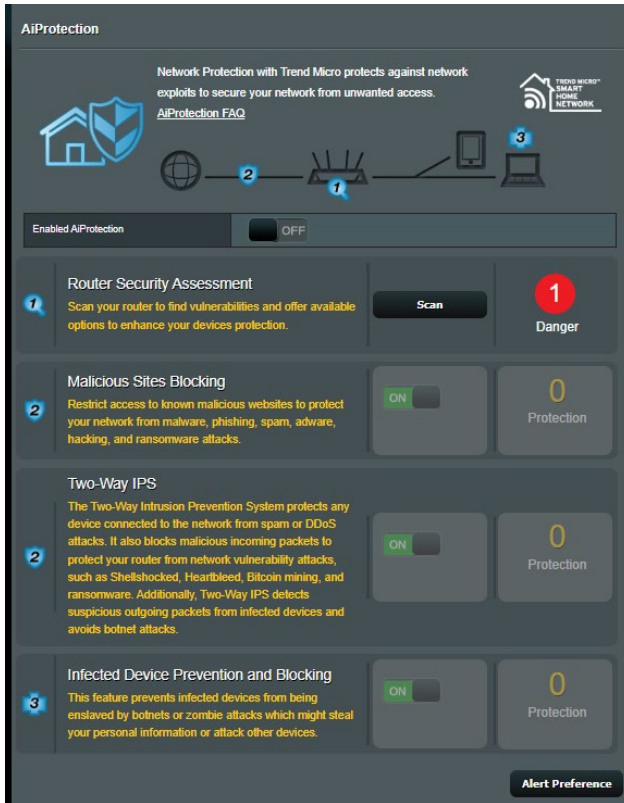 AiProtection
Network Protection with Trend Micro protects against network
exploits to secure your network from unwanted access.
AiProtection FAQ
TREND MICRO™
SMART
HOME
NETWORK
3
2
1
Enabled AiProtection
OFF
1
Router Security Assessment
Scan your router to find vulnerabilities and offer available
options to enhance your devices protection.
Scan
1
Danger
2
Malicious Sites Blocking
Restrict access to known malicious websites to protect
your network from malware, phishing, spam, adware,
hacking, and ransomware attacks.
ON
0
Protection
2
Two-Way IPS
The Two-Way Intrusion Prevention System protects any
device connected to the network from spam or DDoS
attacks. It also blocks malicious incoming packets to
protect your router from network vulnerability attacks,
such as Shellshocked, Heartbleed, Bitcoin mining, and
ransomware. Additionally, Two-Way IPS detects
suspicious outgoing packets from infected devices and
avoids botnet attacks.
ON
0
Protection
3
Infected Device Prevention and Blocking
This feature prevents infected devices from being
enslaved by botnets or zombie attacks which might steal
your personal information or attack other devices.
ON
0
Protection
Alert Preference